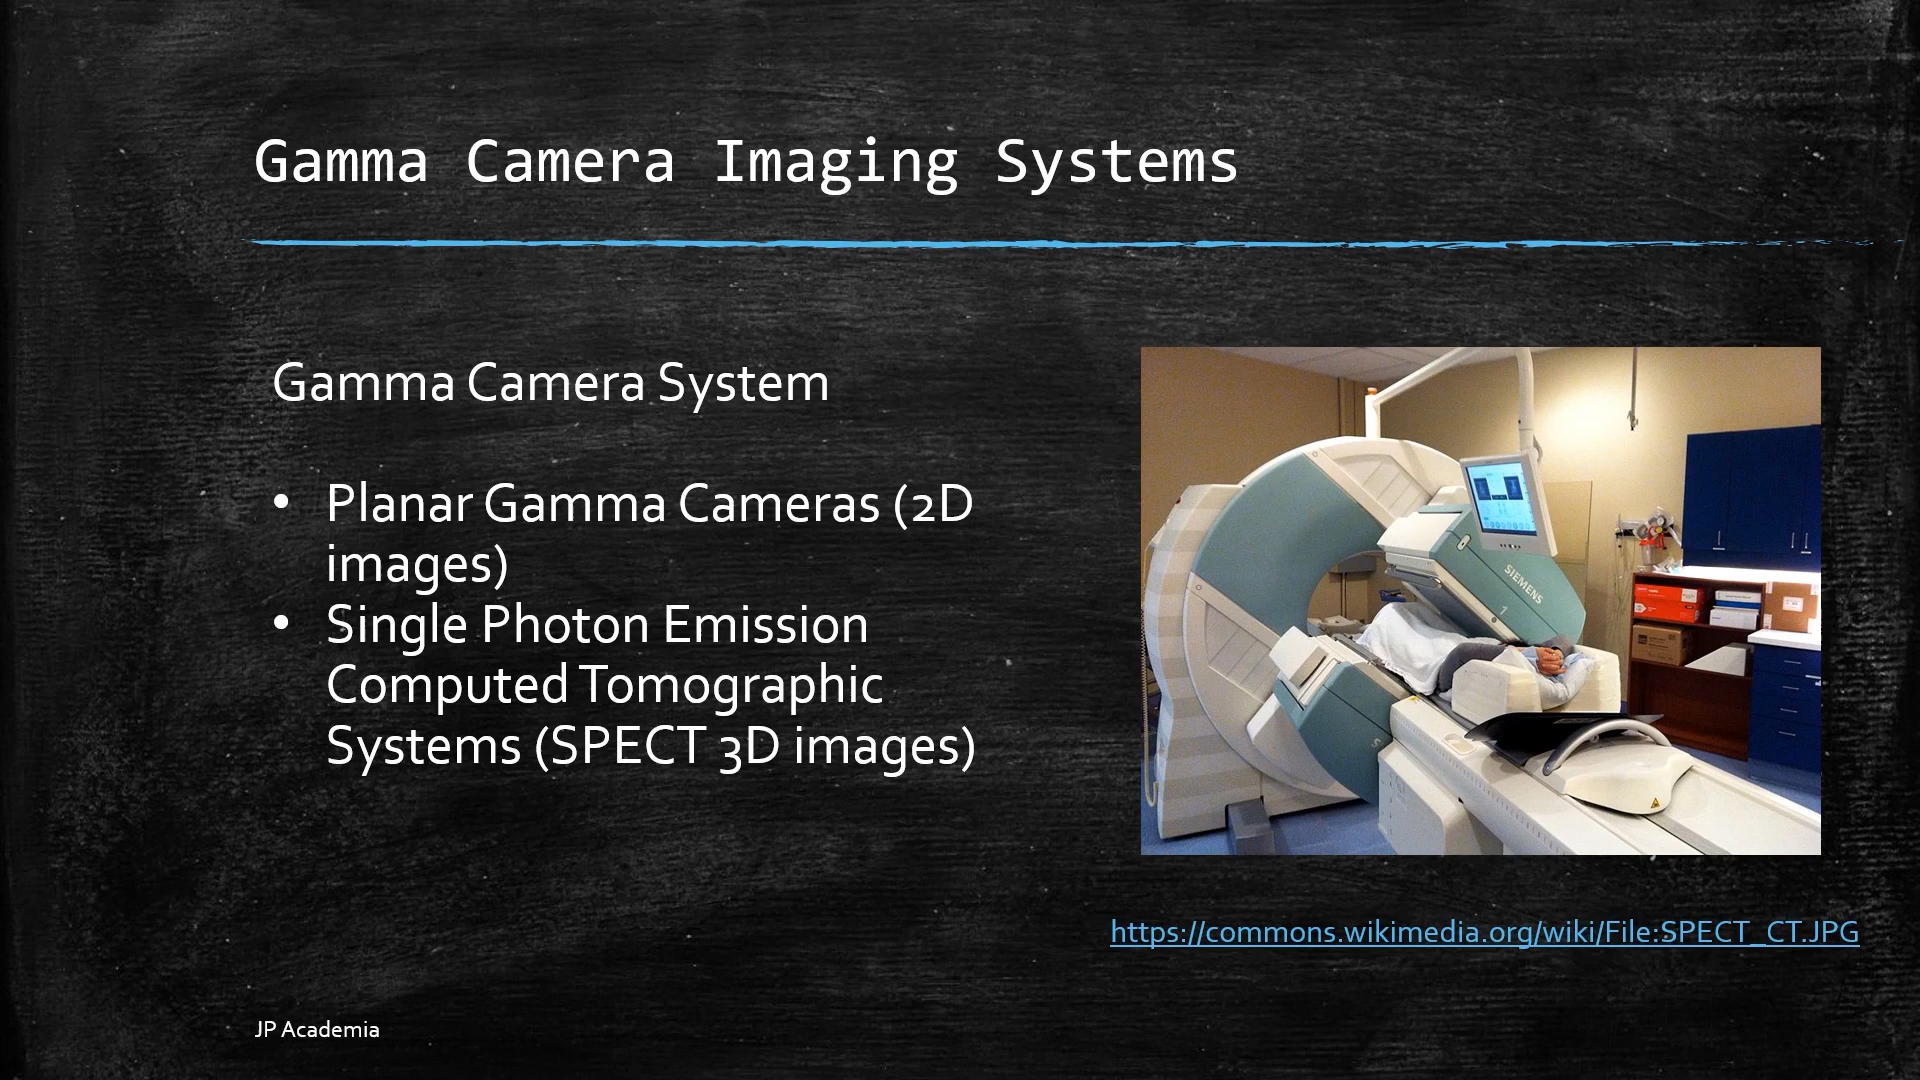 Gamma Camera Imaging Systems
Gamma Camera System
• Planar Gamma Cameras (2D
images)
• Single Photon Emission
Computed Tomographic
Systems (SPECT 3D images)
SIEMENS
1
https://commons.wikimedia.org/wiki/File:SPECT_CT.JPG
JP Academia